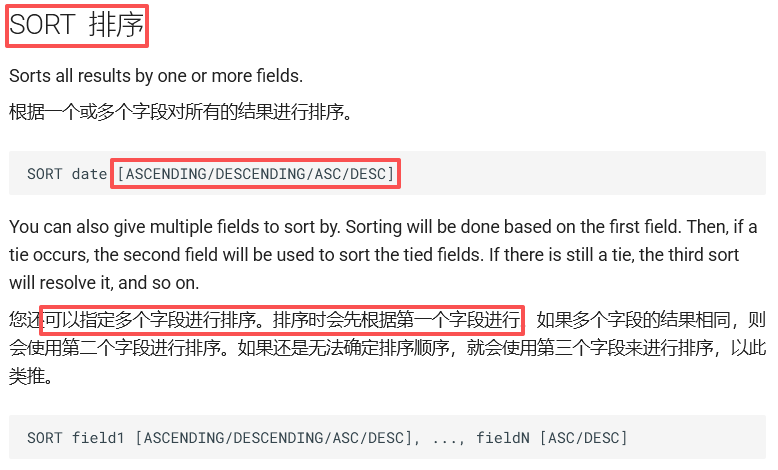 SORT 排序
Sorts all results by one or more fields.
根据一个或多个字段对所有的结果进行排序。
SORT date [ASCENDING/DESCENDING/ASC/DESC]
You can also give multiple fields to sort by. Sorting will be done based on the first field. Then, if a
tie occurs, the second field will be used to sort the tied fields. If there is still a tie, the third sort
will resolve it, and so on.
您还可以指定多个字段进行排序。排序时会先根据第一个字段进行，如果多个字段的结果相同，则
会使用第二个字段进行排序。如果还是无法确定排序顺序，就会使用第三个字段来进行排序，以此
类推。
SORT field1 [ASCENDING/DESCENDING/ASC/DESC], ..., fieldN [ASC/DESC]